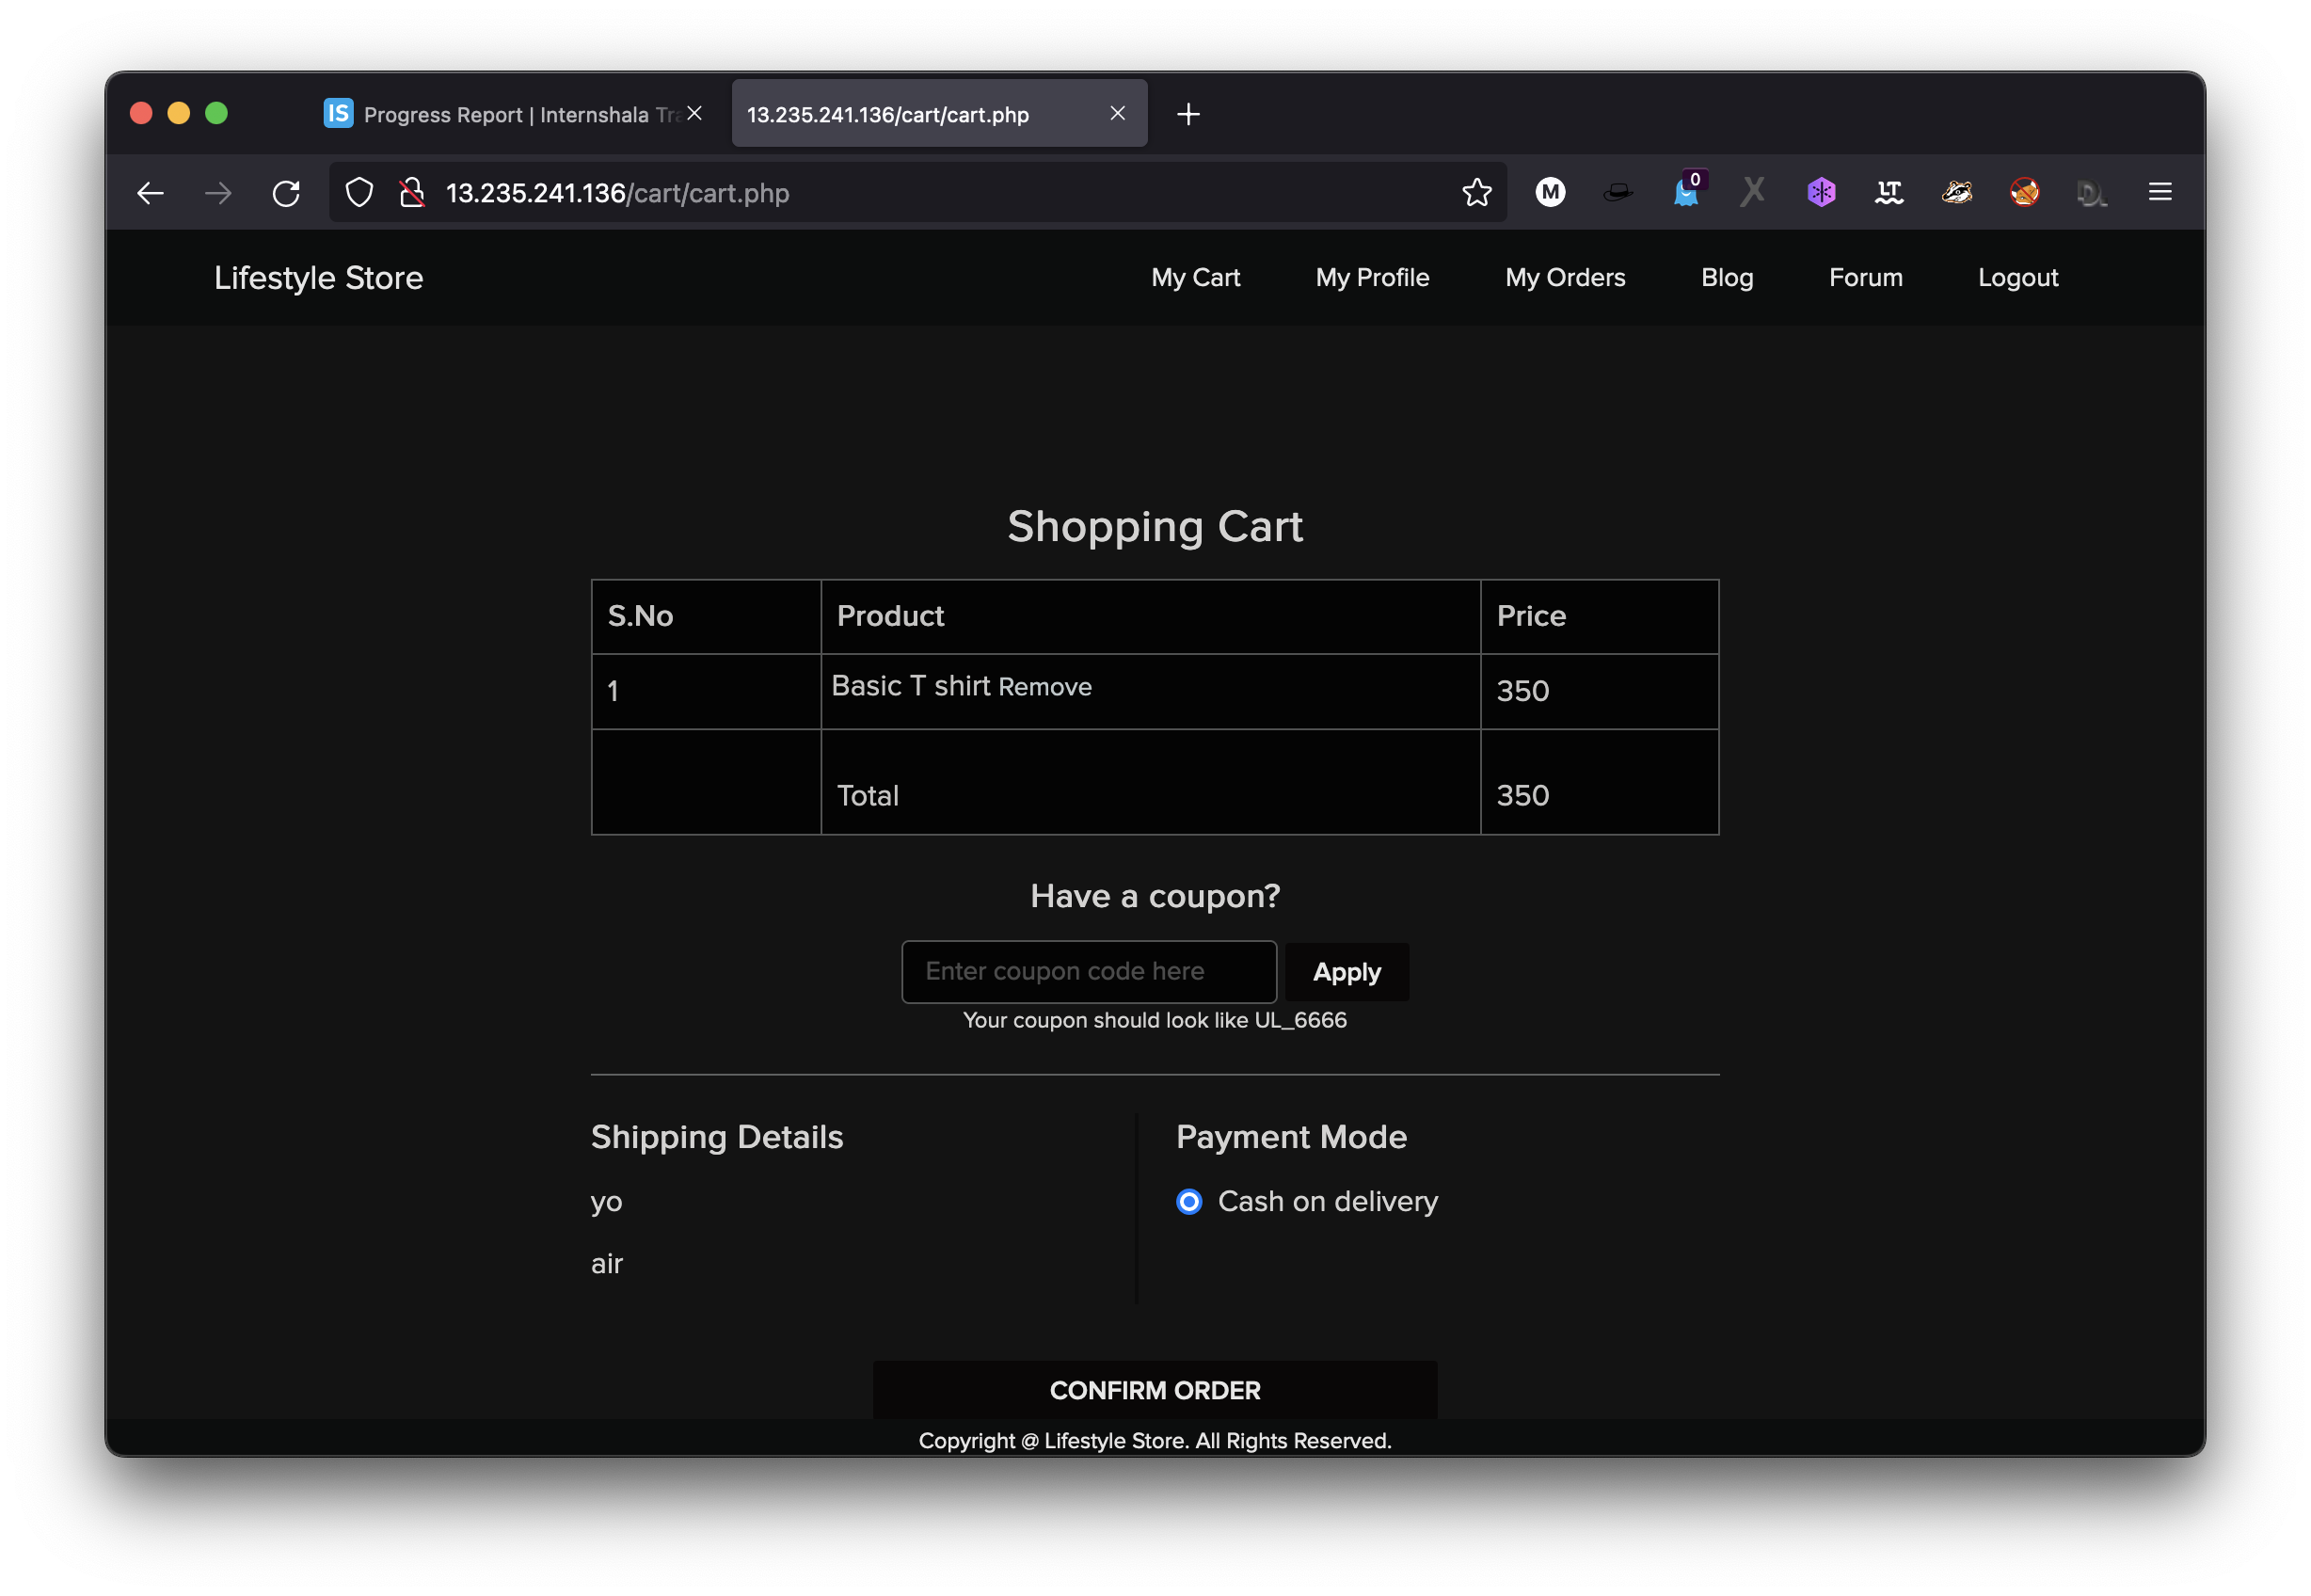 IS Progress Report | Internshala Tra
13.235.241.136/cart/cart.php
13.235.241.136/cart/cart.php
M
0
X
LT
DL
Lifestyle Store My Cart My Profile My Orders Blog Forum Logout
Shopping Cart
S.No Product Price
1 Basic T shirt Remove 350
Total 350
Have a coupon?
Enter coupon code here Apply
Your coupon should look like UL_6666
Shipping Details
yo
air
Payment Mode
Cash on delivery
CONFIRM ORDER
Copyright @ Lifestyle Store. All Rights Reserved.